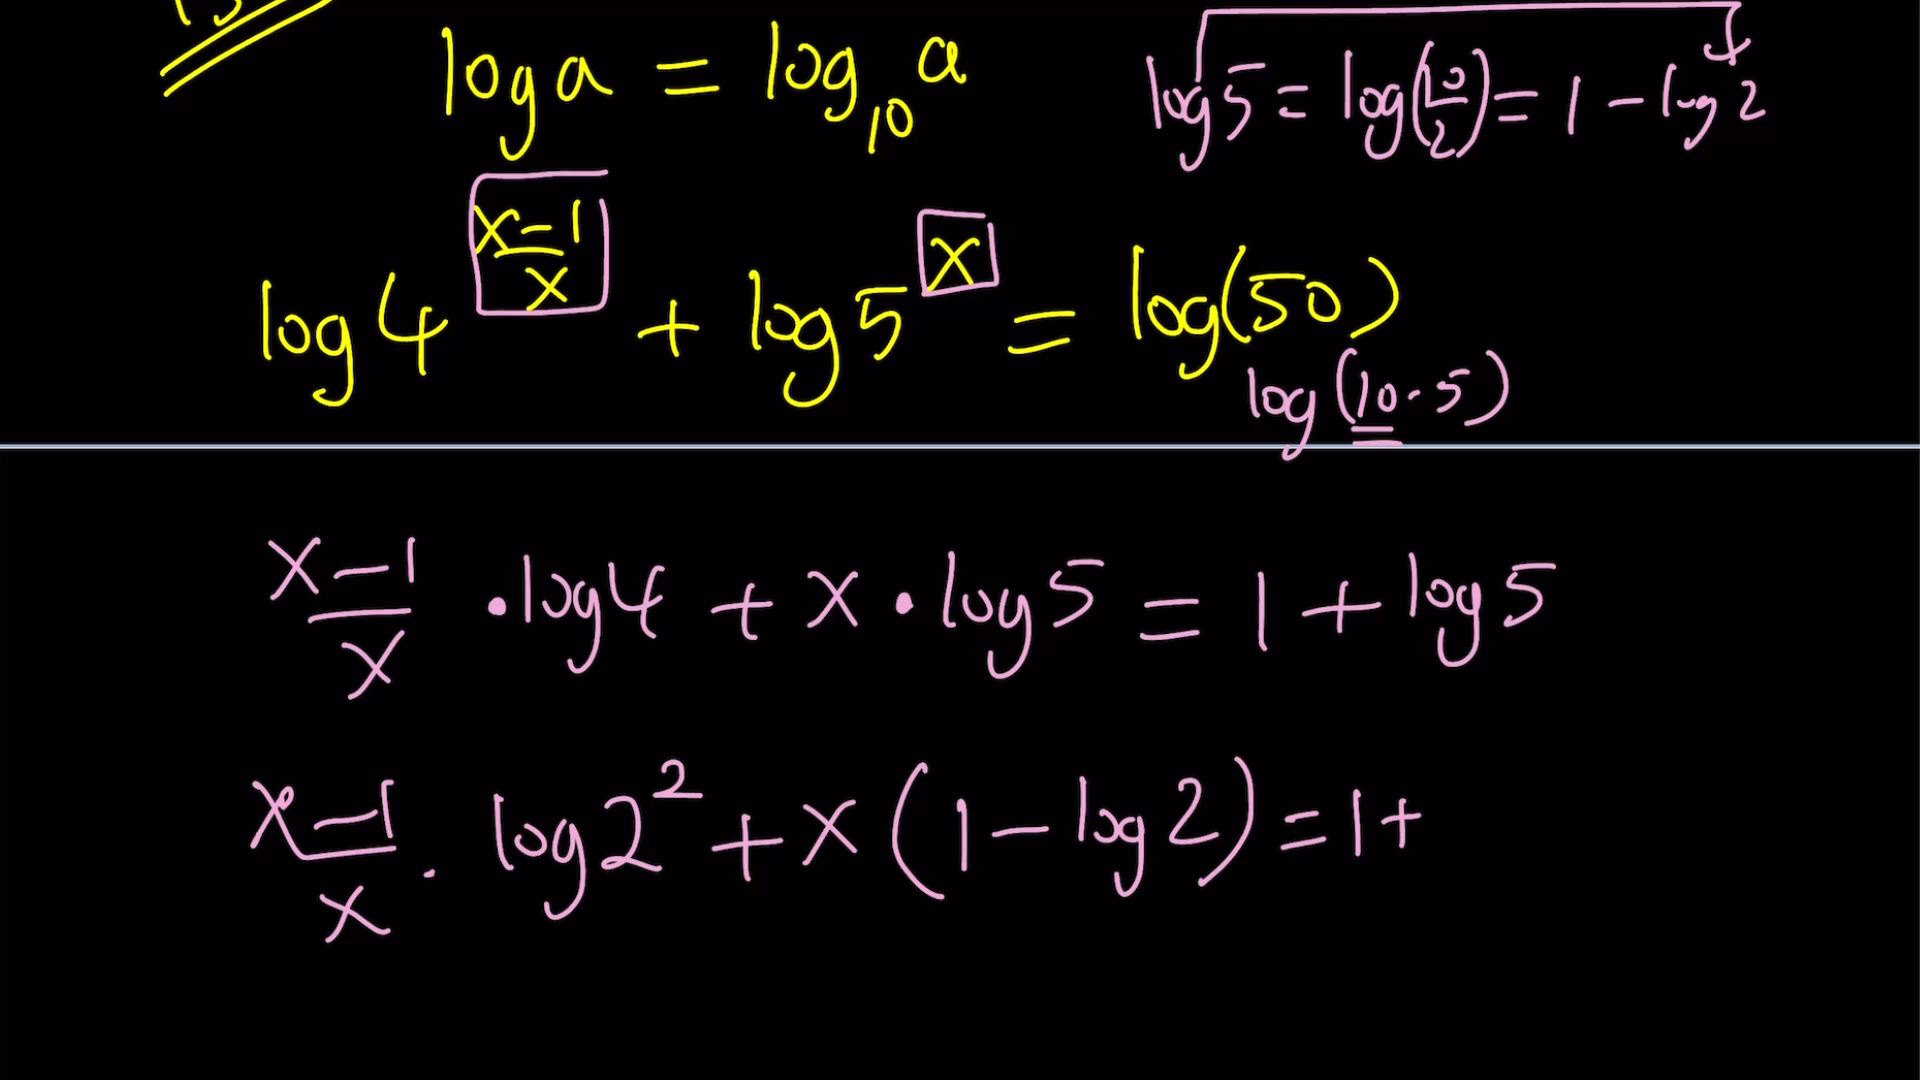 log a = log₁₀ a
log 5 = log(10/2) = 1 - log 2
log 4^((x-1)/x) + log 5^x = log(50)
log(10·5)
(x-1)/x · log 4 + x · log 5 = 1 + log 5
(x-1)/x · log 2² + x(1 - log 2) = 1 +